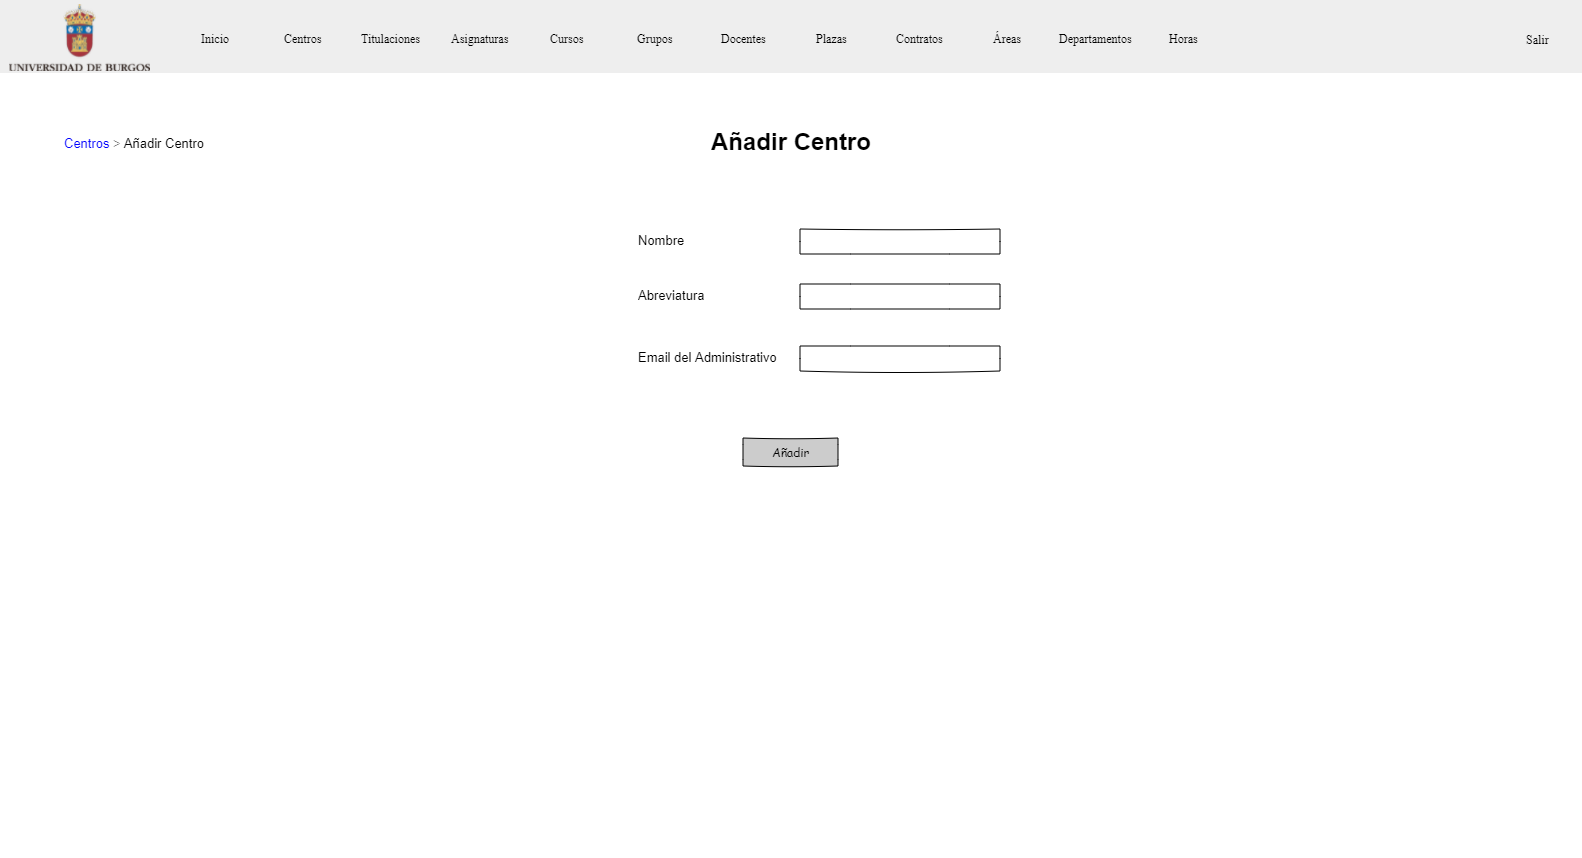 UNIVERSIDAD DE BURGOS
Inicio Centros Titulaciones Asignaturas Cursos Grupos Docentes Plazas Contratos Áreas Departamentos Horas Salir
Centros > Añadir Centro
Añadir Centro
Nombre
Abreviatura
Email del Administrativo
Añadir